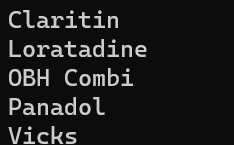 Claritin
Loratadine
OBH Combi
Panadol
Vicks